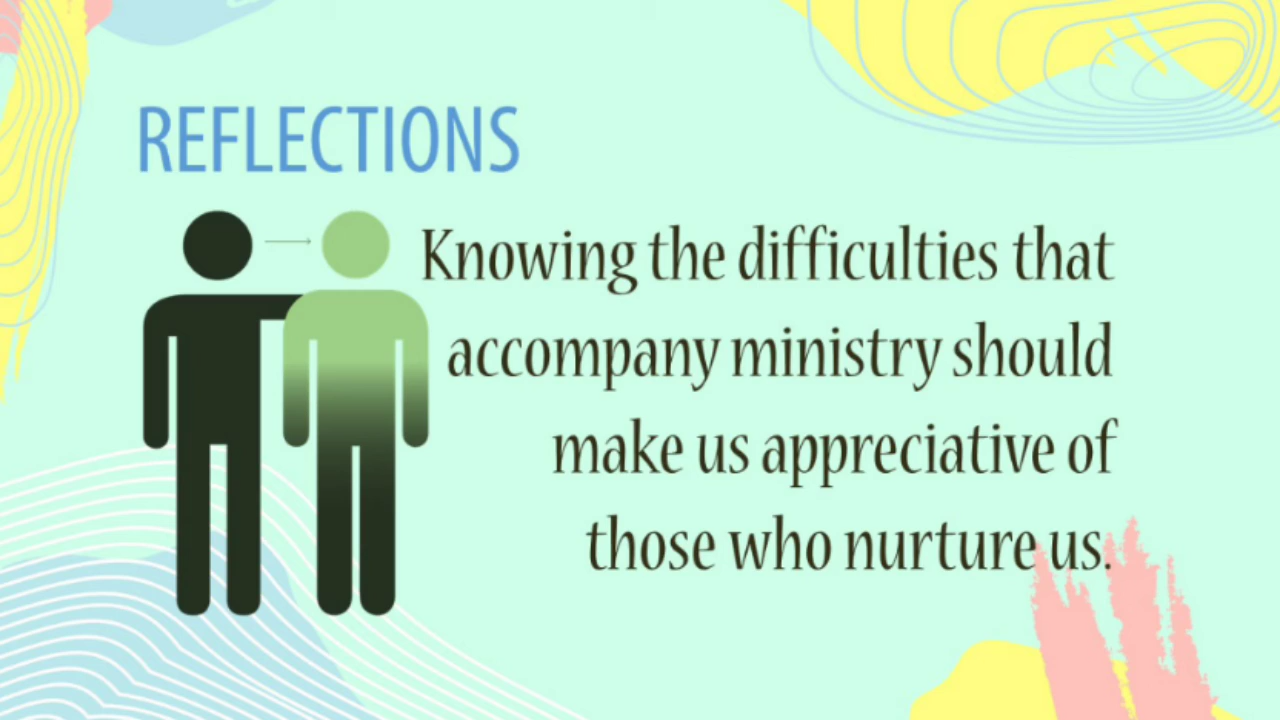 REFLECTIONS
Knowing the difficulties that
accompany ministry should
make us appreciative of
those who nurture us.